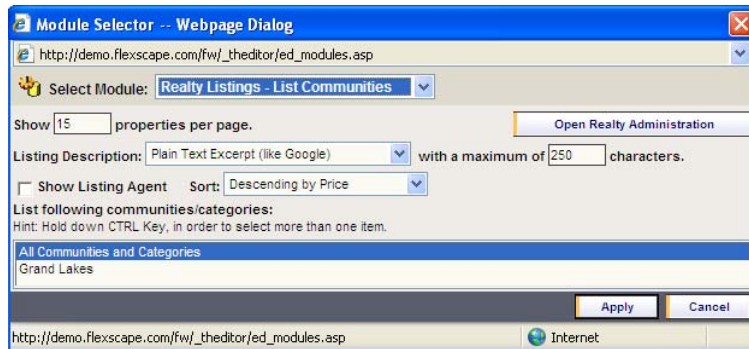 Module Selector -- Webpage Dialog
http://demo.flexscape.com/fw/_theditor/ed_modules.asp
Select Module: Realty Listings - List Communities
Show 15 properties per page. Open Realty Administration
Listing Description: Plain Text Excerpt (like Google) with a maximum of 250 characters.
Show Listing Agent Sort: Descending by Price
List following communities/categories:
Hint: Hold down CTRL Key, in order to select more than one item.
All Communities and Categories
Grand Lakes
Apply Cancel
http://demo.flexscape.com/fw/_theditor/ed_modules.asp Internet